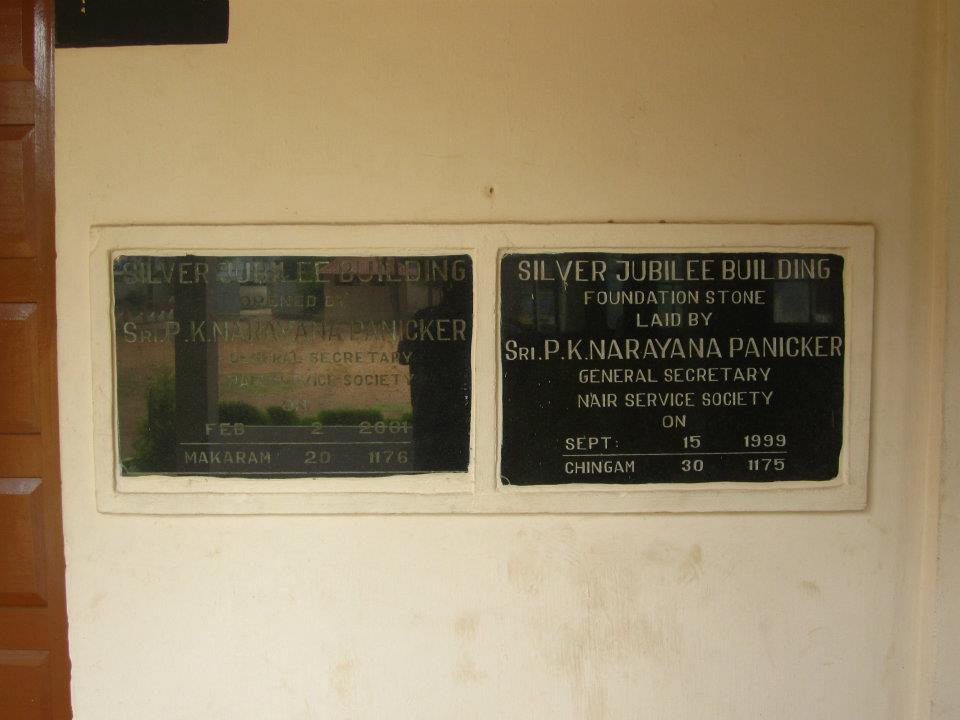 SILVER JUBILEE BUILDING
OPENED BY
SRI.P.K.NARAYANA PANICKER
GENERAL SECRETARY
NAIR SERVICE SOCIETY
ON
FEB 2 2001
MAKARAM 20 1176
SILVER JUBILEE BUILDING
FOUNDATION STONE
LAID BY
SRI.P.K.NARAYANA PANICKER
GENERAL SECRETARY
NAIR SERVICE SOCIETY
ON
SEPT: 15 1999
CHINGAM 30 1175